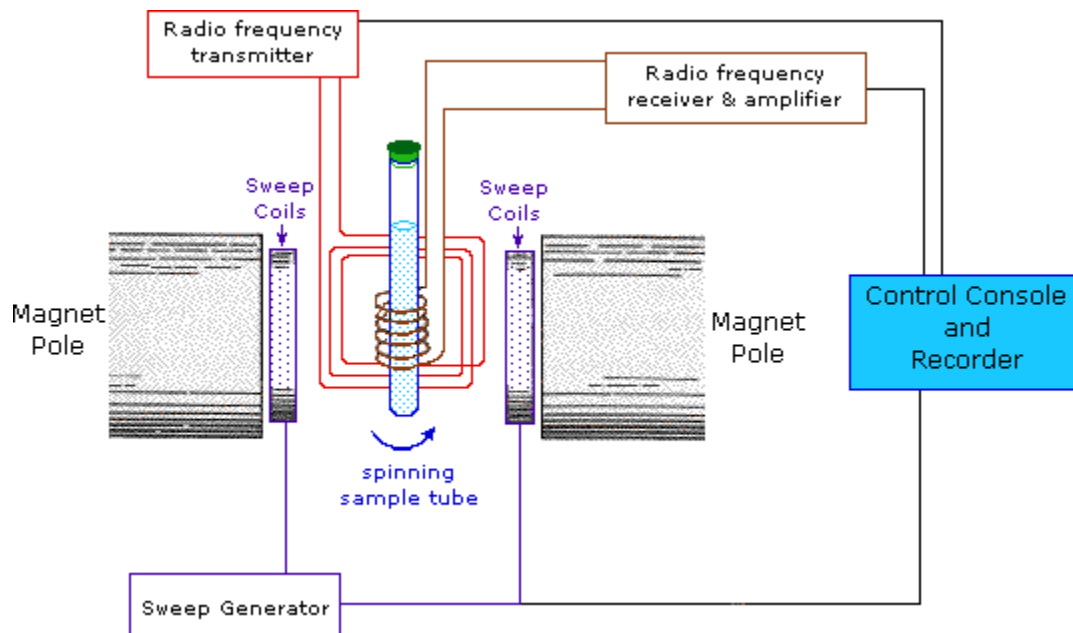 Radio frequency
transmitter
Radio frequency
receiver & amplifier
Sweep
Coils
Sweep
Coils
Magnet
Pole
Magnet
Pole
Control Console
and
Recorder
spinning
sample tube
Sweep Generator